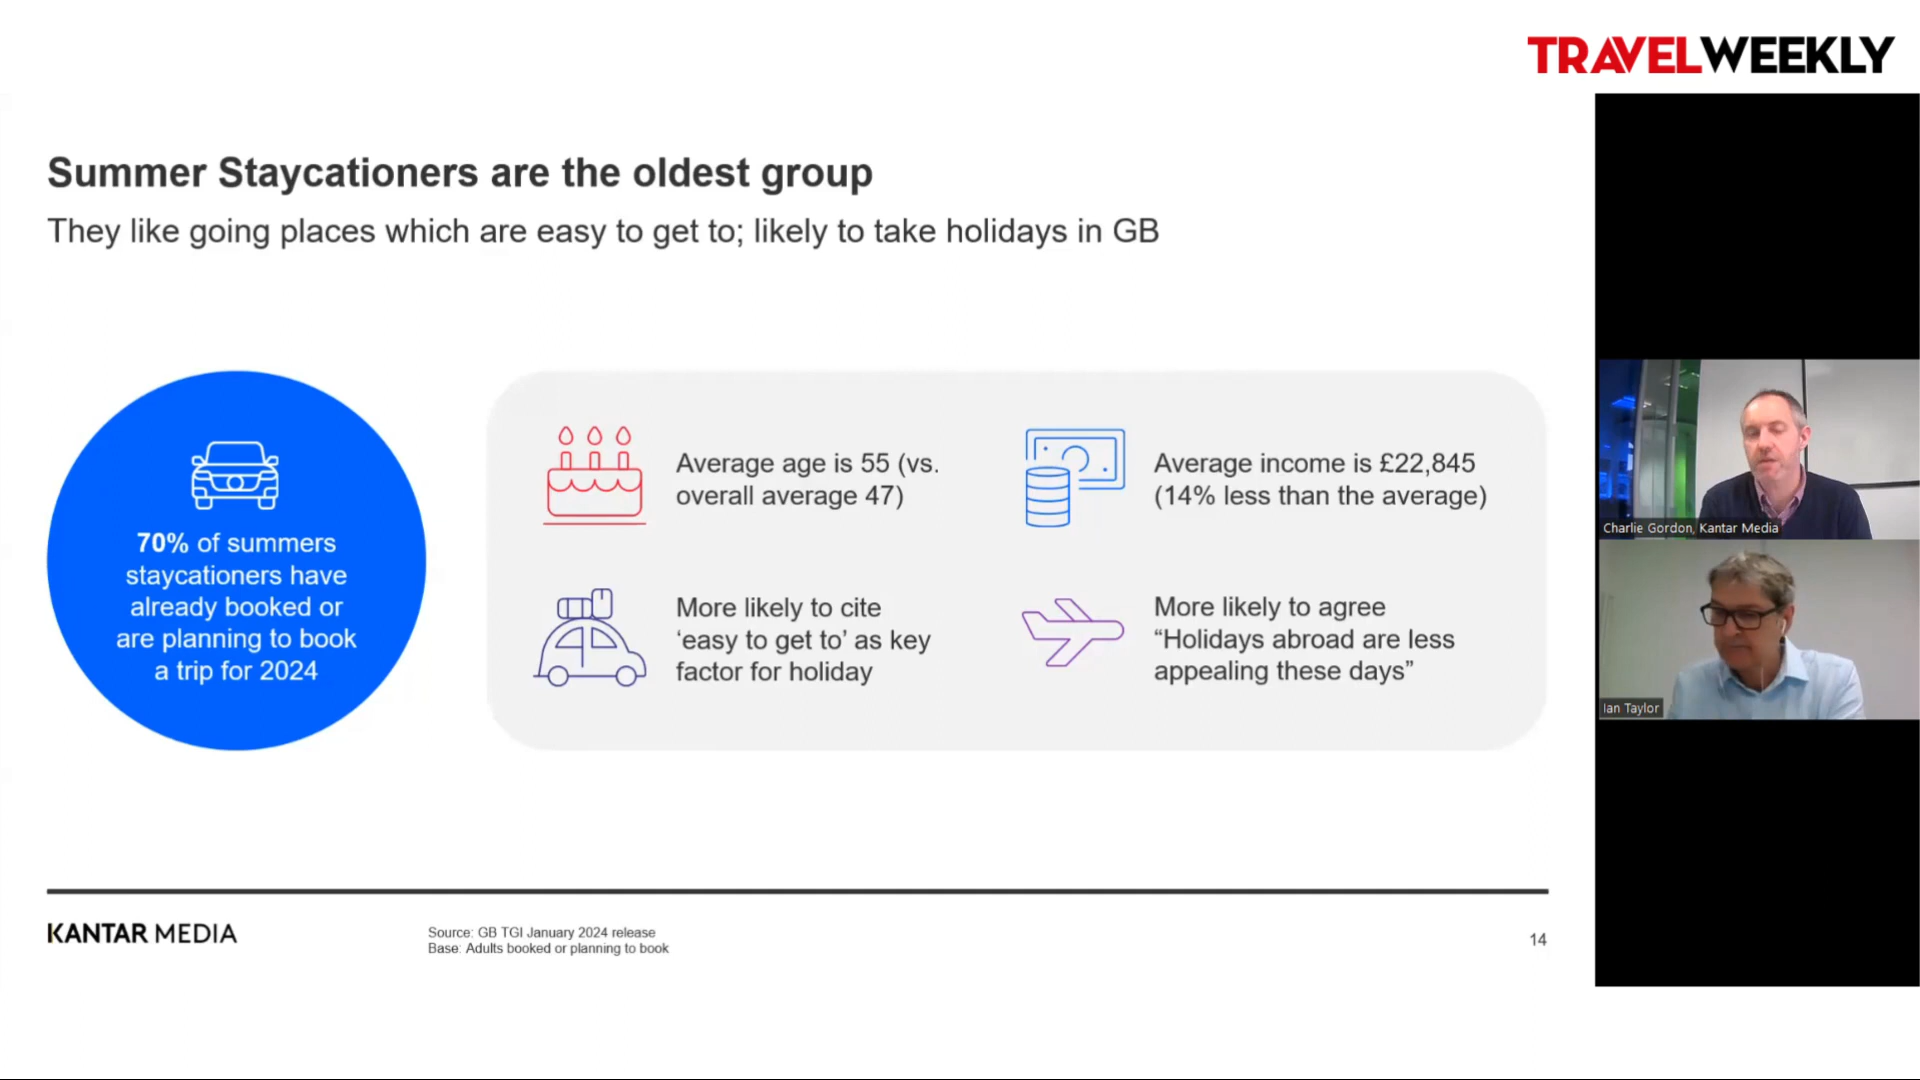 TRAVELWEEKLY
Summer Staycationers are the oldest group
They like going places which are easy to get to; likely to take holidays in GB
70% of summers
staycationers have
already booked or
are planning to book
a trip for 2024
Average age is 55 (vs.
overall average 47)
Average income is £22,845
(14% less than the average)
More likely to cite
‘easy to get to’ as key
factor for holiday
More likely to agree
“Holidays abroad are less
appealing these days”
Charlie Gordon, Kantar Media
Ian Taylor
KANTAR MEDIA
Source: GB TGI January 2024 release
Base: Adults booked or planning to book
14